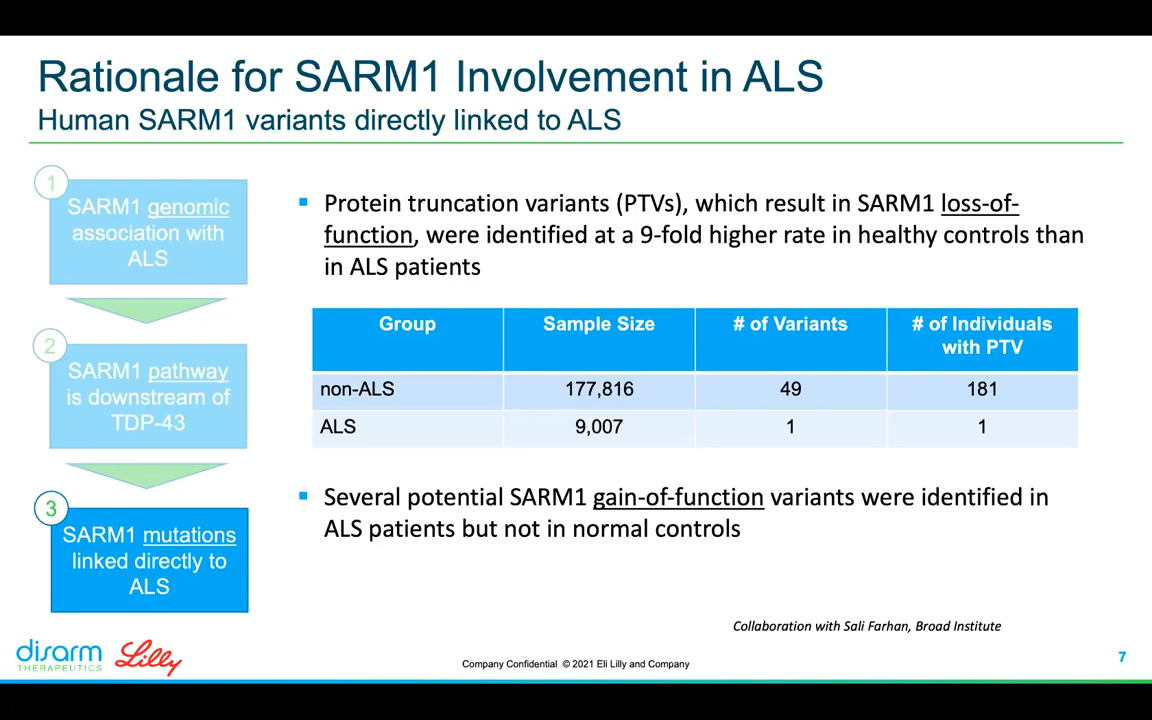 Rationale for SARM1 Involvement in ALS
Human SARM1 variants directly linked to ALS
1
SARM1 genomic
association with
ALS
2
SARM1 pathway
is downstream of
TDP-43
3
SARM1 mutations
linked directly to
ALS
▪ Protein truncation variants (PTVs), which result in SARM1 loss-of-
function, were identified at a 9-fold higher rate in healthy controls than
in ALS patients
Group Sample Size # of Variants # of Individuals
with PTV
non-ALS 177,816 49 181
ALS 9,007 1 1
▪ Several potential SARM1 gain-of-function variants were identified in
ALS patients but not in normal controls
Collaboration with Sali Farhan, Broad Institute
disarm
THERAPEUTICS
Lilly
Company Confidential © 2021 Eli Lilly and Company
7